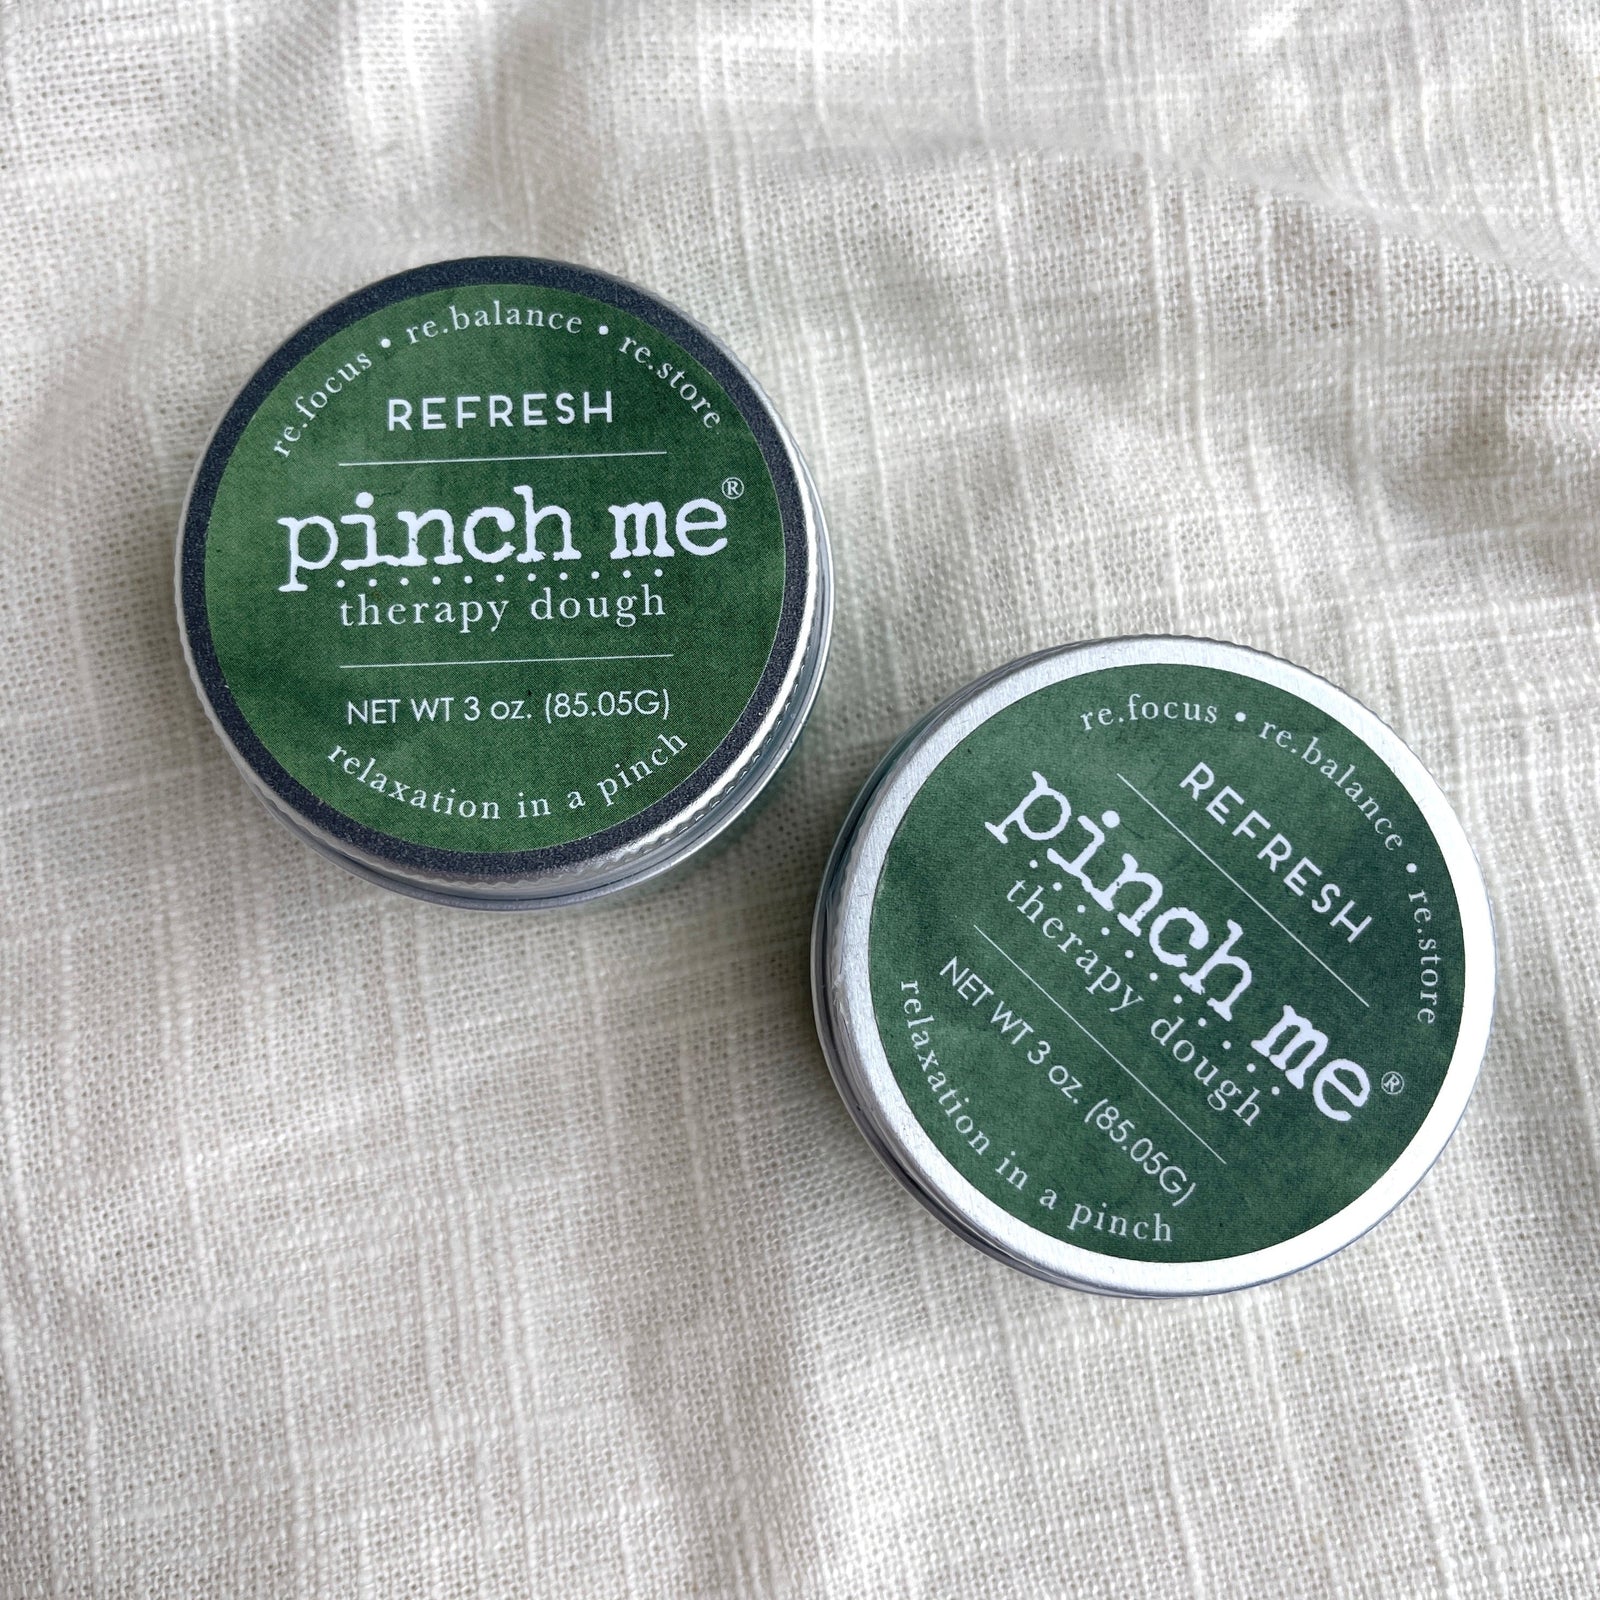 re.focus • re.balance • re.store
REFRESH
pinch me®
therapy dough
NET WT 3 oz. (85.05G)
relaxation in a pinch
re.focus • re.balance • re.store
REFRESH
pinch me®
therapy dough
NET WT 3 oz. (85.05G)
relaxation in a pinch